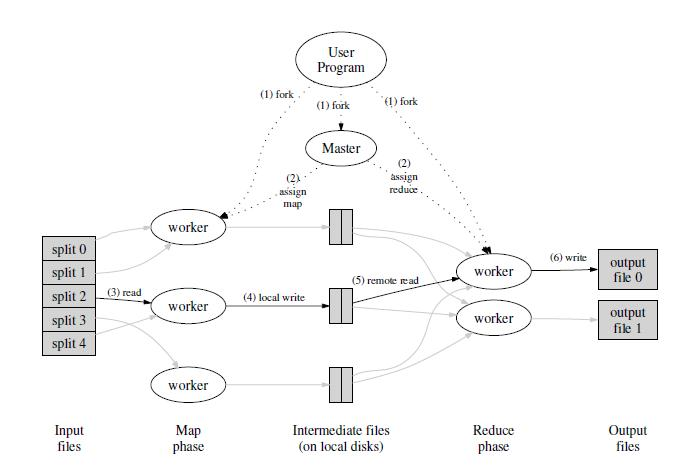 User
Program
(1) fork
(1) fork
(1) fork
Master
(2)
assign
map
(2)
assign
reduce
worker
split 0
split 1
split 2
split 3
split 4
(3) read
worker
(4) local write
(5) remote read
worker
(6) write
output
file 0
worker
output
file 1
worker
Input
files
Map
phase
Intermediate files
(on local disks)
Reduce
phase
Output
files